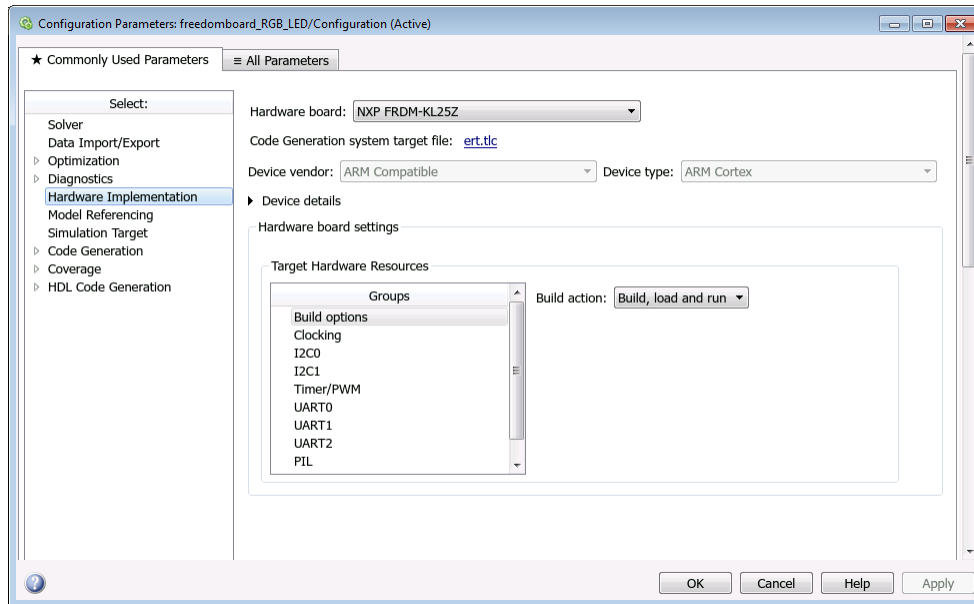 Configuration Parameters: freedomboard_RGB_LED/Configuration (Active)
★ Commonly Used Parameters
≡ All Parameters
Select:
Solver
Data Import/Export
Optimization
Diagnostics
Hardware Implementation
Model Referencing
Simulation Target
Code Generation
Coverage
HDL Code Generation
Hardware board: NXP FRDM-KL25Z
Code Generation system target file: ert.tlc
Device vendor: ARM Compatible Device type: ARM Cortex
Device details
Hardware board settings
Target Hardware Resources
Groups
Build options
Clocking
I2C0
I2C1
Timer/PWM
UART0
UART1
UART2
PIL
Build action: Build, load and run
OK Cancel Help Apply